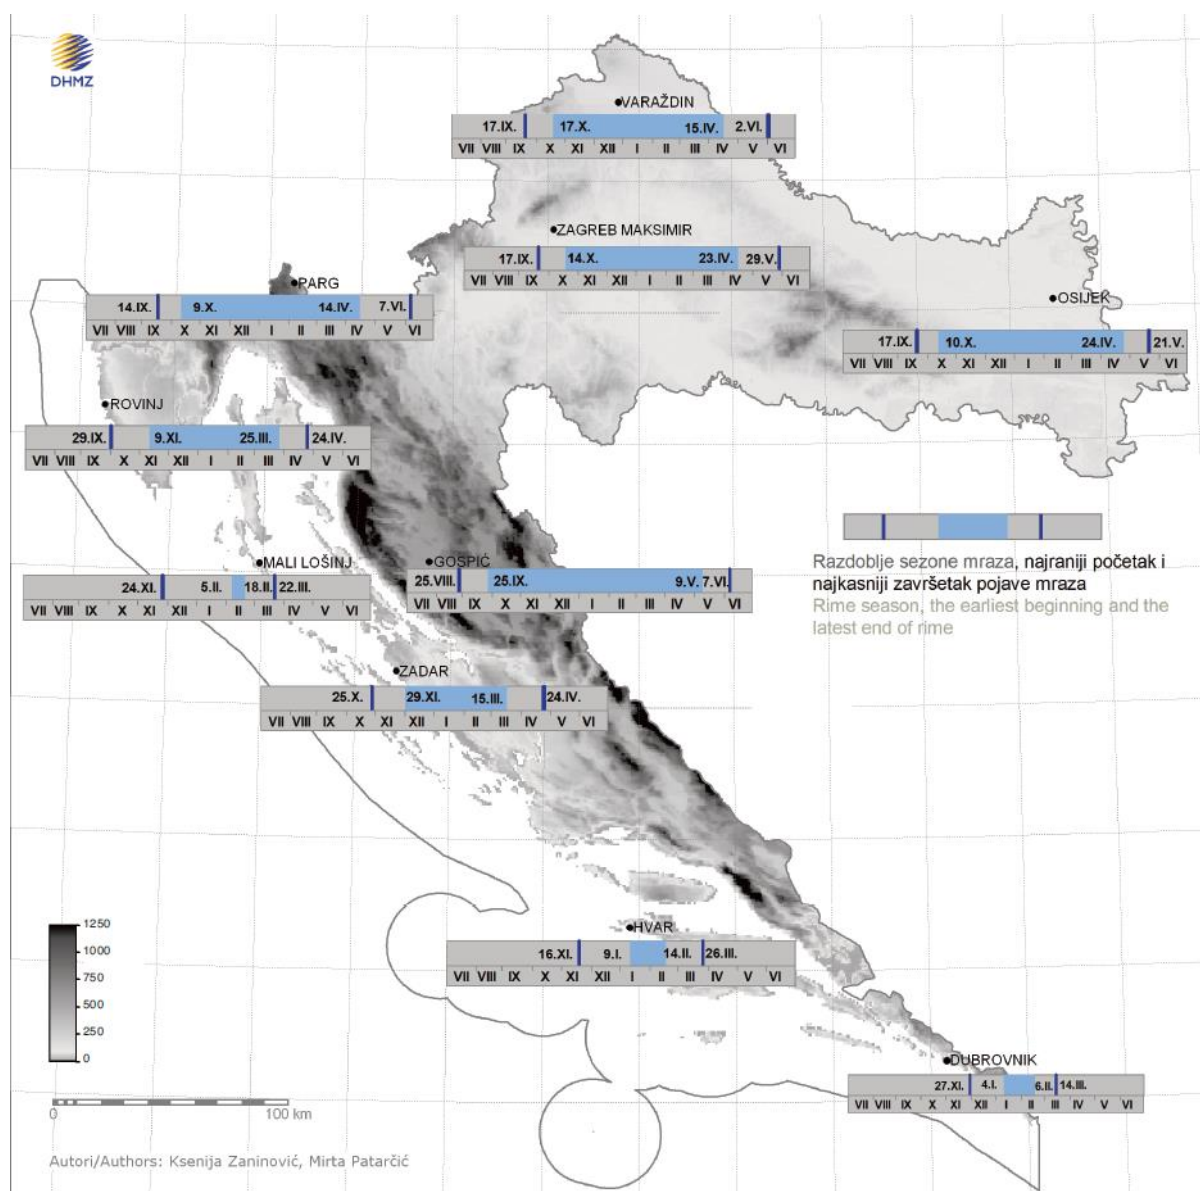 DHMZ
VARAŽDIN
17.IX. 17.X. 15.IV. 2.VI.
VII VIII IX X XI XII I II III IV V VI
ZAGREB MAKSIMIR
17.IX. 14.X. 23.IV. 29.V.
VII VIII IX X XI XII I II III IV V VI
PARG
14.IX. 9.X. 14.IV. 7.VI.
VII VIII IX X XI XII I II III IV V VI
OSIJEK
17.IX. 10.X. 24.IV. 21.V.
VII VIII IX X XI XII I II III IV V VI
ROVINJ
29.IX. 9.XI. 25.III. 24.IV.
VII VIII IX X XI XII I II III IV V VI
Razdoblje sezone mraza, najraniji početak i
najkasniji završetak pojave mraza
Rime season, the earliest beginning and the
latest end of rime
MALI LOŠINJ
24.XI. 5.II. 18.II. 22.III.
VII VIII IX X XI XII I II III IV V VI
GOSPIĆ
25.VIII. 25.IX. 9.V. 7.VI.
VII VIII IX X XI XII I II III IV V VI
ZADAR
25.X. 29.XI. 15.III. 24.IV.
VII VIII IX X XI XII I II III IV V VI
HVAR
16.XI. 9.I. 14.II. 26.III.
VII VIII IX X XI XII I II III IV V VI
1250
1000
750
500
250
0
DUBROVNIK
27.XI. 4.I. 6.II. 14.III.
VII VIII IX X XI XII I II III IV V VI
0 100 km
Autori/Authors: Ksenija Zaninović, Mirta Patarčić